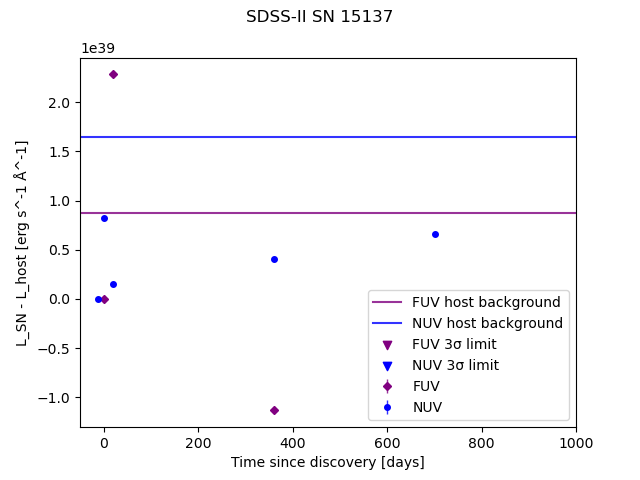 SDSS-II SN 15137
1e39
2.0
1.5
1.0
0.5
0.0
−0.5
−1.0
L_SN - L_host [erg s^-1 Å^-1]
FUV host background
NUV host background
FUV 3σ limit
NUV 3σ limit
FUV
NUV
0 200 400 600 800 1000
Time since discovery [days]